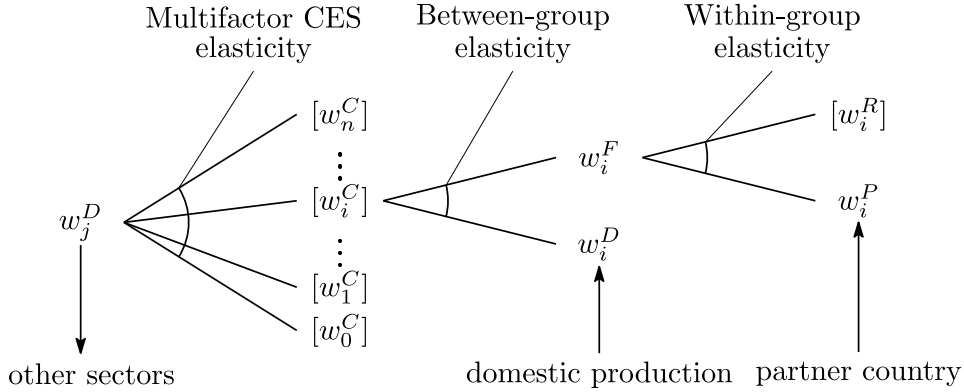 Multifactor CES
elasticity
Between-group
elasticity
Within-group
elasticity
[w_n^C]
[w_i^R]
w_i^F
[w_i^C]
w_i^P
w_j^D
w_i^D
[w_1^C]
[w_0^C]
other sectors
domestic production
partner country